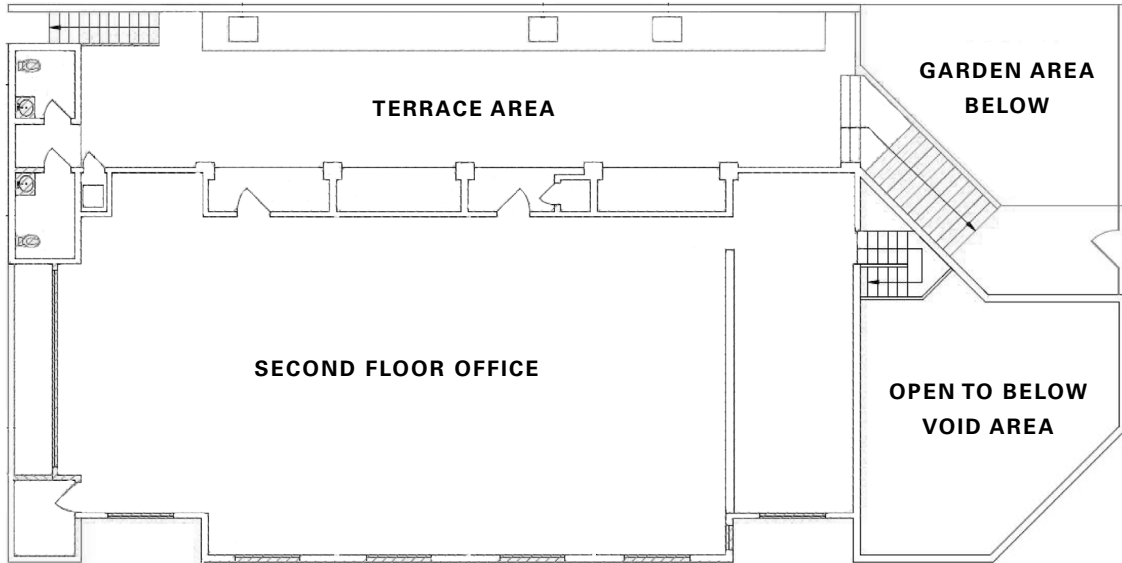 GARDEN AREA
BELOW
TERRACE AREA
SECOND FLOOR OFFICE
OPEN TO BELOW
VOID AREA